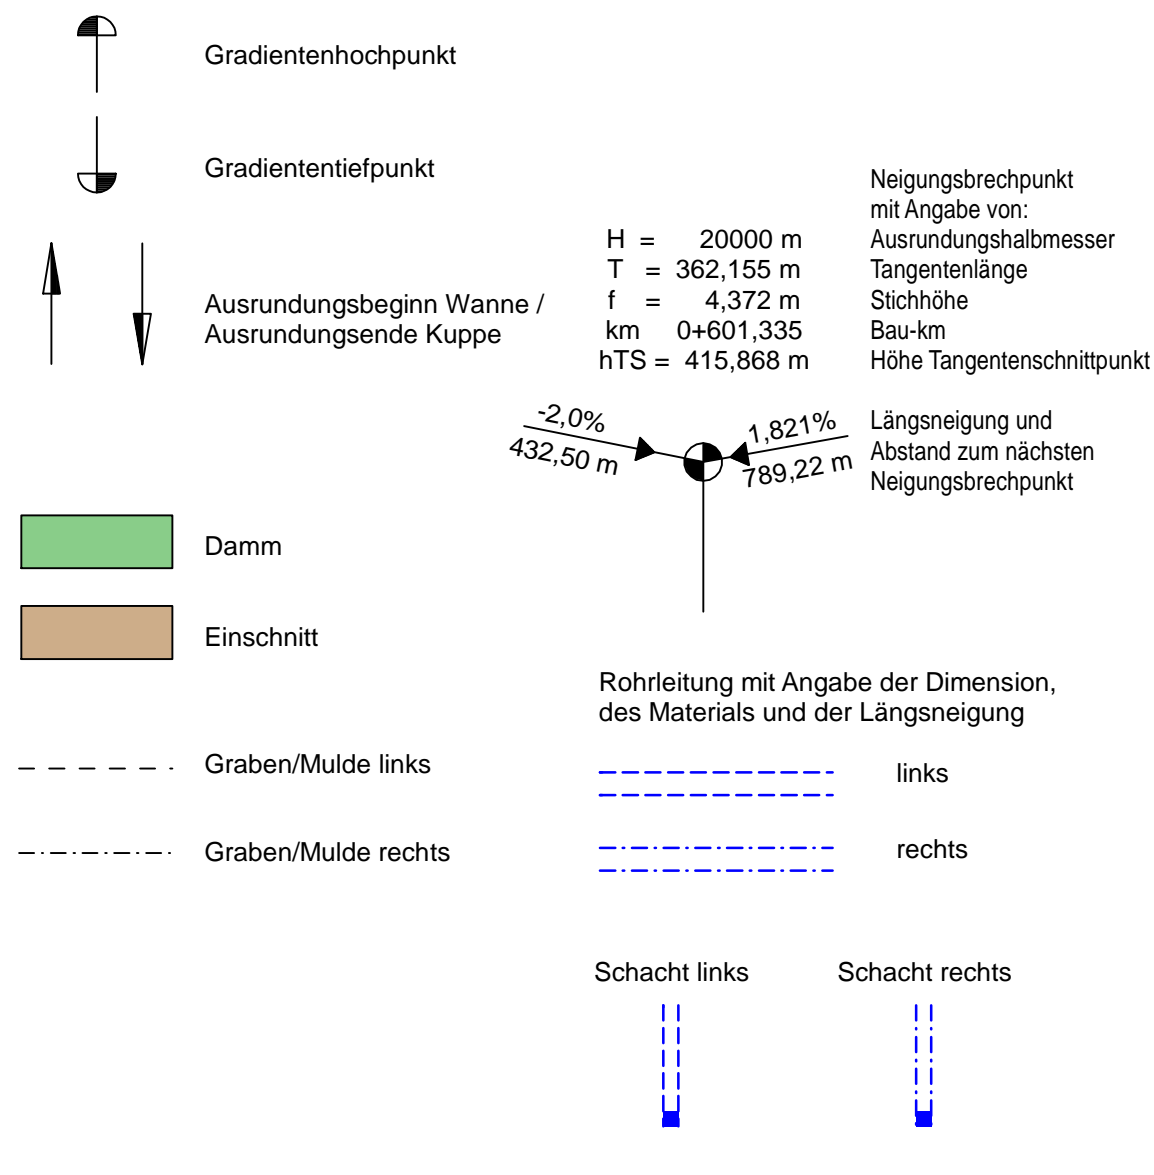 Gradientenhochpunkt
Gradiententiefpunkt
Ausrundungsbeginn Wanne /
Ausrundungsende Kuppe
Neigungsbrechpunkt
mit Angabe von:
H = 20000 m Ausrundungshalbmesser
T = 362,155 m Tangentenlänge
f = 4,372 m Stichhöhe
km 0+601,335 Bau-km
hTS = 415,868 m Höhe Tangentenschnittpunkt
-2,0%
432,50 m
1,821%
789,22 m
Längsneigung und
Abstand zum nächsten
Neigungsbrechpunkt
Damm
Einschnitt
Rohrleitung mit Angabe der Dimension,
des Materials und der Längsneigung
Graben/Mulde links
links
Graben/Mulde rechts
rechts
Schacht links
Schacht rechts